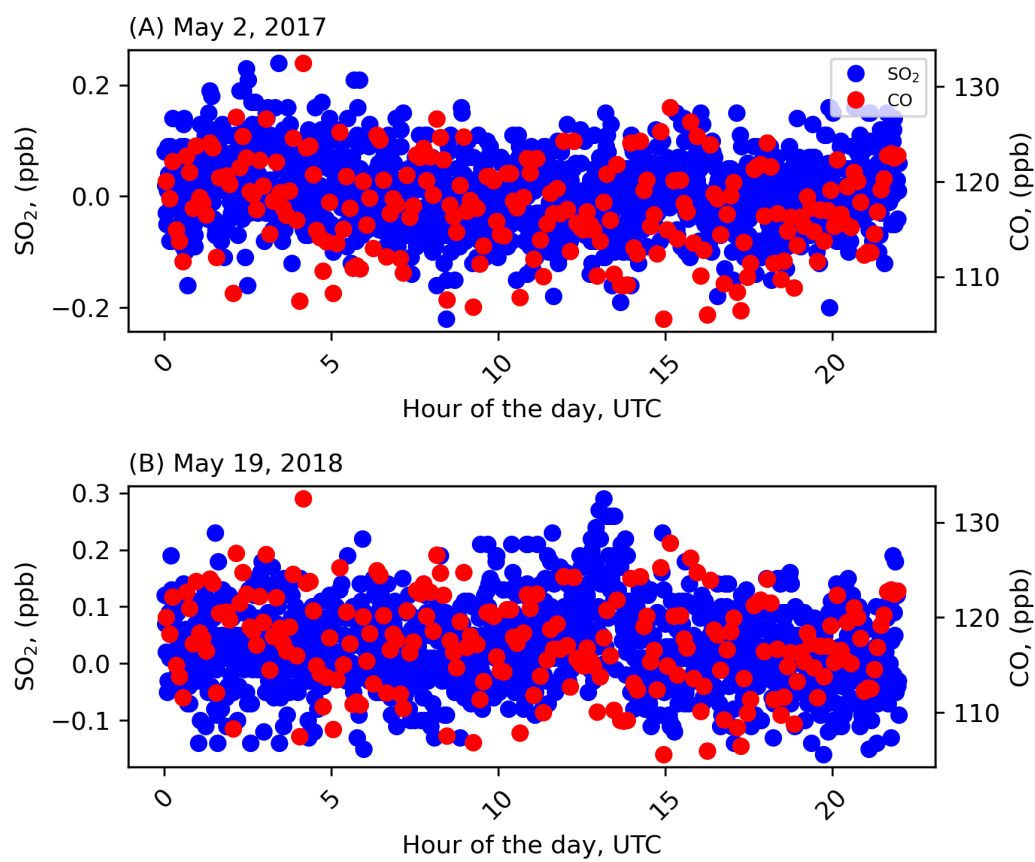 (A) May 2, 2017
SO₂, (ppb)
0.2
0.0
−0.2
SO₂
CO
130
120
110
CO, (ppb)
0
5
10
15
20
Hour of the day, UTC
(B) May 19, 2018
SO₂, (ppb)
0.3
0.2
0.1
0.0
−0.1
130
120
110
CO, (ppb)
0
5
10
15
20
Hour of the day, UTC